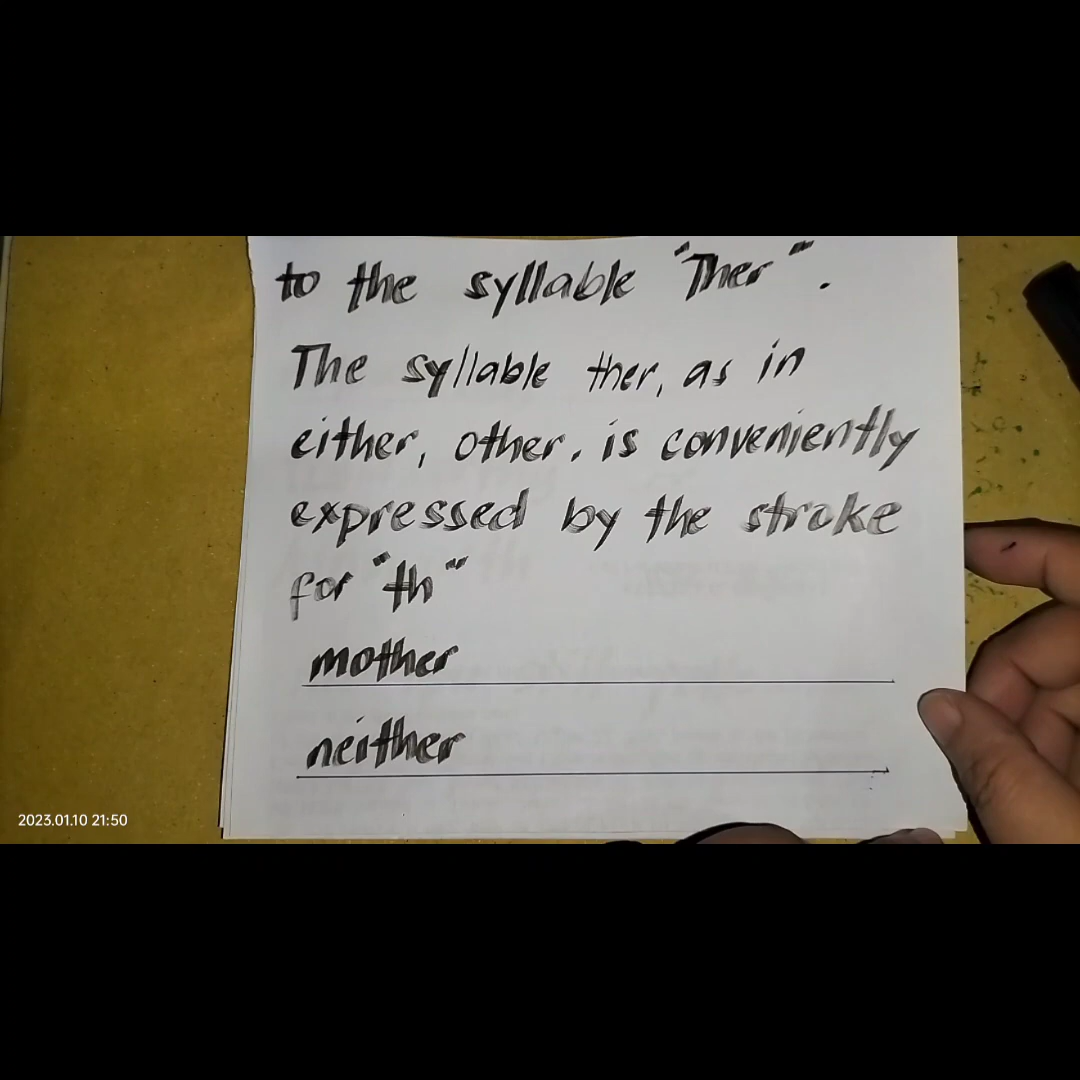 to the syllable "Ther".
The syllable ther, as in
either, other, is conveniently
expressed by the stroke
for "th"
mother
neither
2023.01.10 21:50